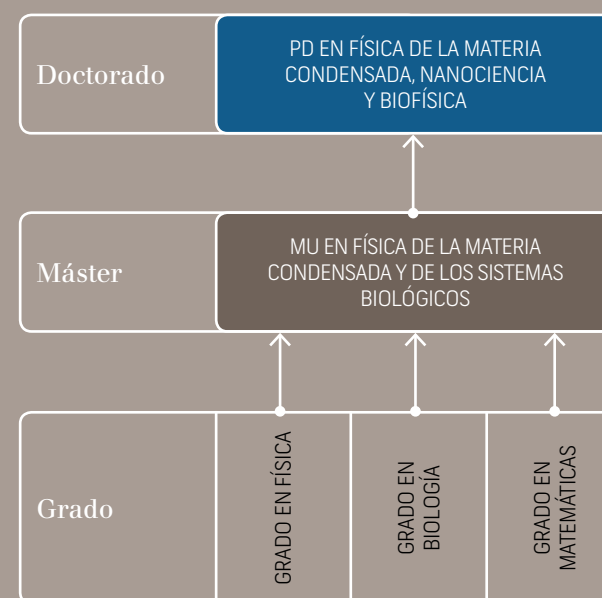 Doctorado
PD EN FÍSICA DE LA MATERIA
CONDENSADA, NANOCIENCIA
Y BIOFÍSICA
Máster
MU EN FÍSICA DE LA MATERIA
CONDENSADA Y DE LOS SISTEMAS
BIOLÓGICOS
Grado
GRADO EN FÍSICA
GRADO EN
BIOLOGÍA
GRADO EN
MATEMÁTICAS